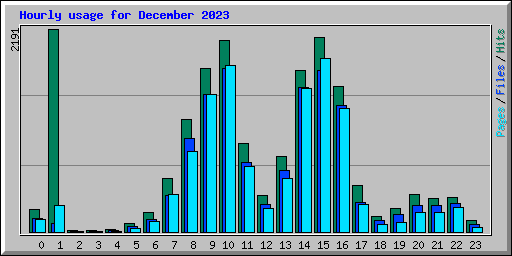 Hourly usage for December 2023
2191
Pages / Files / Hits
0 1 2 3 4 5 6 7 8 9 10 11 12 13 14 15 16 17 18 19 20 21 22 23